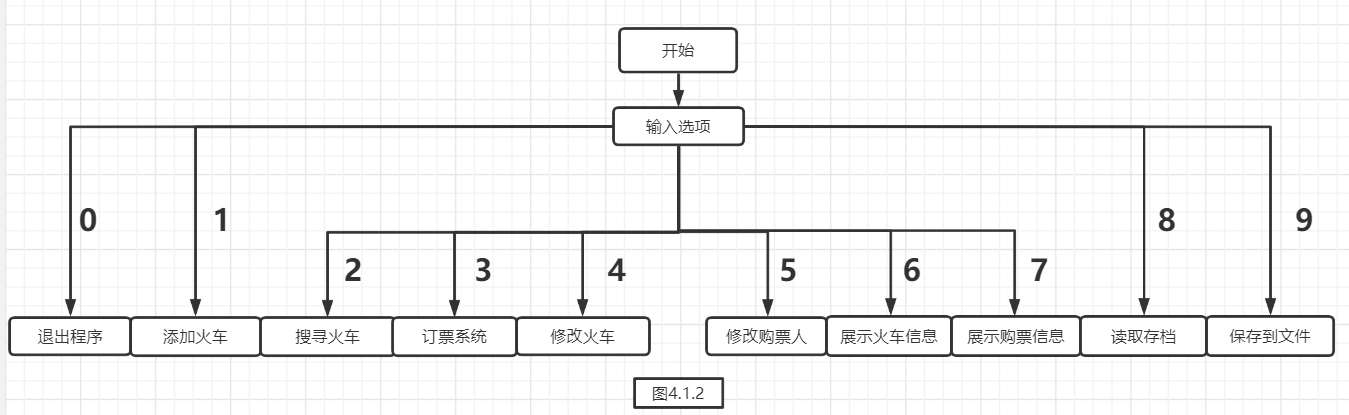 开始
输入选项
0
1
8
9
2
3
4
5
6
7
退出程序
添加火车
搜寻火车
订票系统
修改火车
修改购票人
展示火车信息
展示购票信息
读取存档
保存到文件
图4.1.2